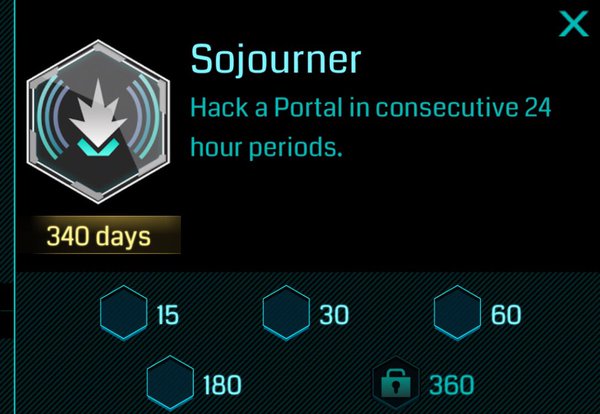 Sojourner
Hack a Portal in consecutive 24
hour periods.
340 days
15 30 60
180 360